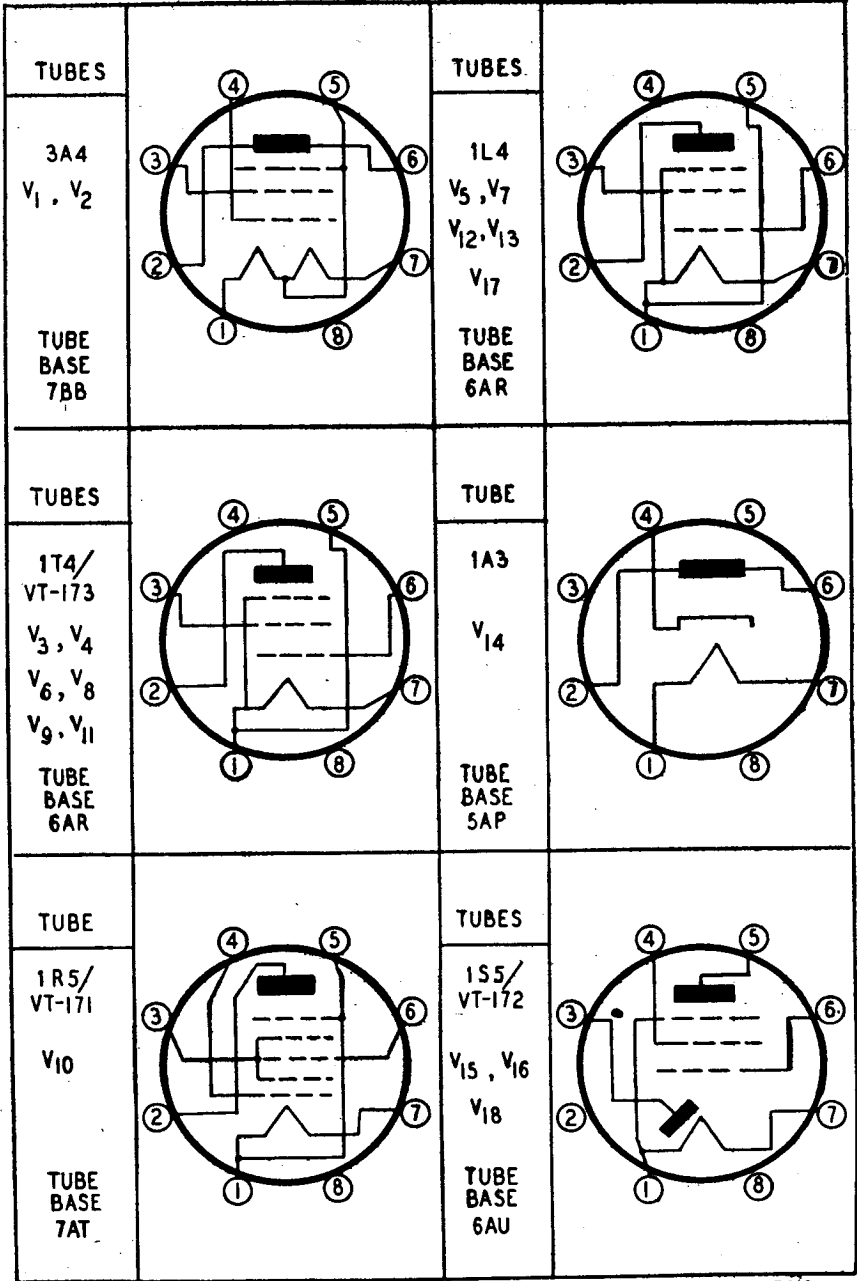 TUBES
3A4
V1 , V2
TUBE
BASE
7BB
④
⑤
③
⑥
②
⑦
①
⑧
TUBES
1L4
V5 , V7
V12, V13
V17
TUBE
BASE
6AR
④
⑤
③
⑥
②
⑦
①
⑧
TUBES
1T4/
VT-173
V3 , V4
V6 , V8
V9 , V11
TUBE
BASE
6AR
④
⑤
③
⑥
②
⑦
①
⑧
TUBE
1A3
V14
TUBE
BASE
5AP
④
⑤
③
⑥
②
⑦
①
⑧
TUBE
1R5/
VT-171
V10
TUBE
BASE
7AT
④
⑤
③
⑥
②
⑦
①
⑧
TUBES
1S5/
VT-172
V15 , V16
V18
TUBE
BASE
6AU
④
⑤
③
⑥
②
⑦
①
⑧